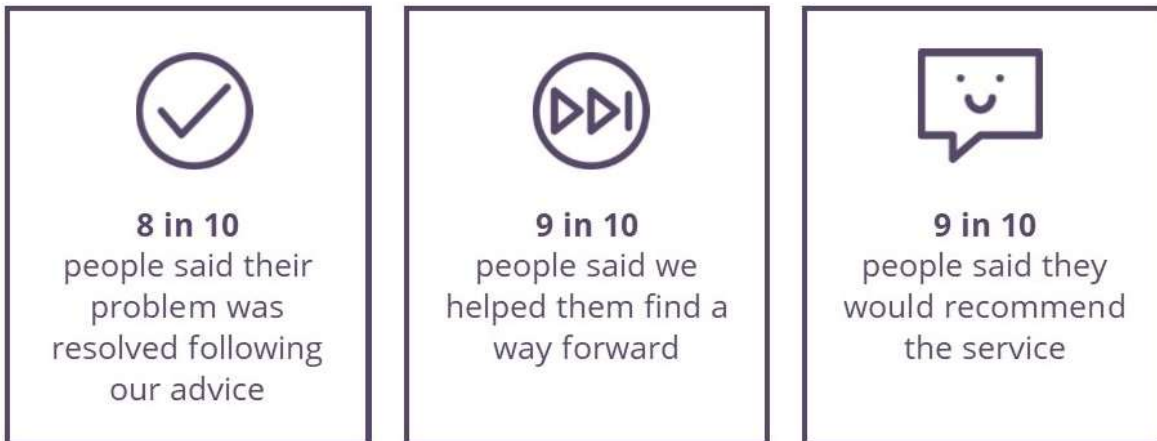 8 in 10
people said their
problem was
resolved following
our advice
9 in 10
people said we
helped them find a
way forward
9 in 10
people said they
would recommend
the service